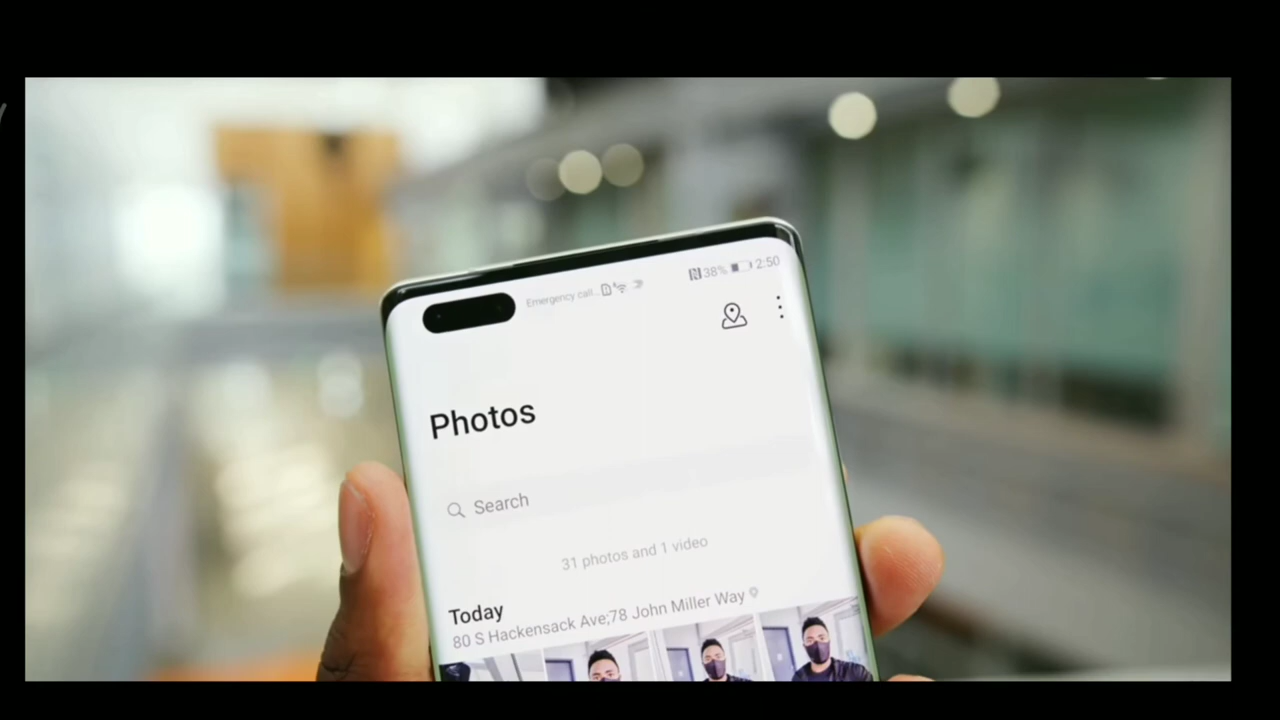 Emergency call... 38% 2:50
Photos
Search
31 photos and 1 video
Today
80 S Hackensack Ave;78 John Miller Way